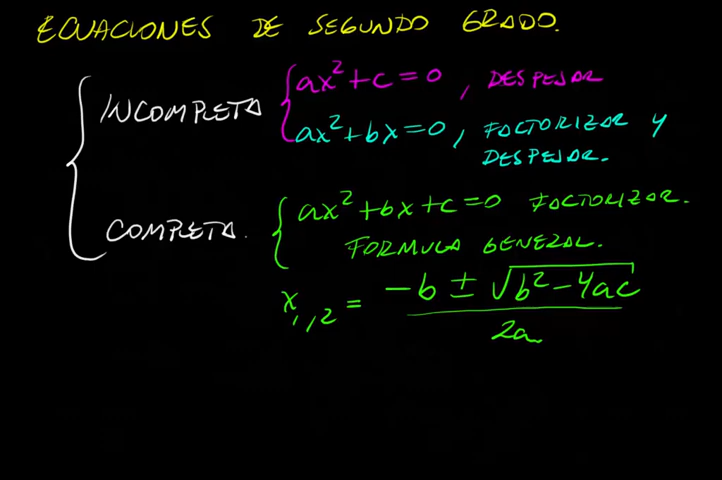 ECUACIONES DE SEGUNDO GRADO.
INCOMPLETA
ax² + c = 0 , DESPEJAR
ax² + bx = 0 , FACTORIZAR Y
DESPEJAR.
COMPLETA.
ax² + bx + c = 0 FACTORIZAR.
FORMULA GENERAL.
x₁,₂ = -b ± √b² - 4ac
2a